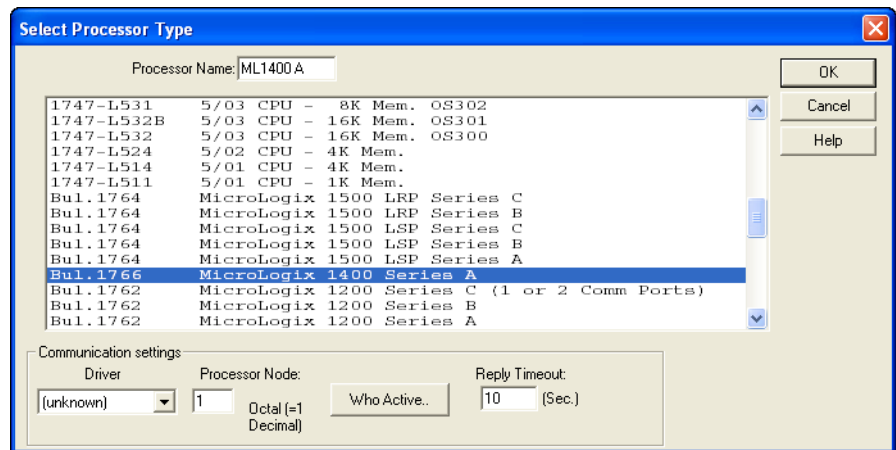 Select Processor Type
Processor Name: ML1400 A
OK
Cancel
Help
1747-L531 5/03 CPU - 8K Mem. OS302
1747-L532B 5/03 CPU - 16K Mem. OS301
1747-L532 5/03 CPU - 16K Mem. OS300
1747-L524 5/02 CPU - 4K Mem.
1747-L514 5/01 CPU - 4K Mem.
1747-L511 5/01 CPU - 1K Mem.
Bul.1764 MicroLogix 1500 LRP Series C
Bul.1764 MicroLogix 1500 LRP Series B
Bul.1764 MicroLogix 1500 LSP Series C
Bul.1764 MicroLogix 1500 LSP Series B
Bul.1764 MicroLogix 1500 LSP Series A
Bul.1766 MicroLogix 1400 Series A
Bul.1762 MicroLogix 1200 Series C (1 or 2 Comm Ports)
Bul.1762 MicroLogix 1200 Series B
Bul.1762 MicroLogix 1200 Series A
Communication settings
Driver
(unknown)
Processor Node:
1
Octal (=1
Decimal)
Who Active..
Reply Timeout:
10 (Sec.)